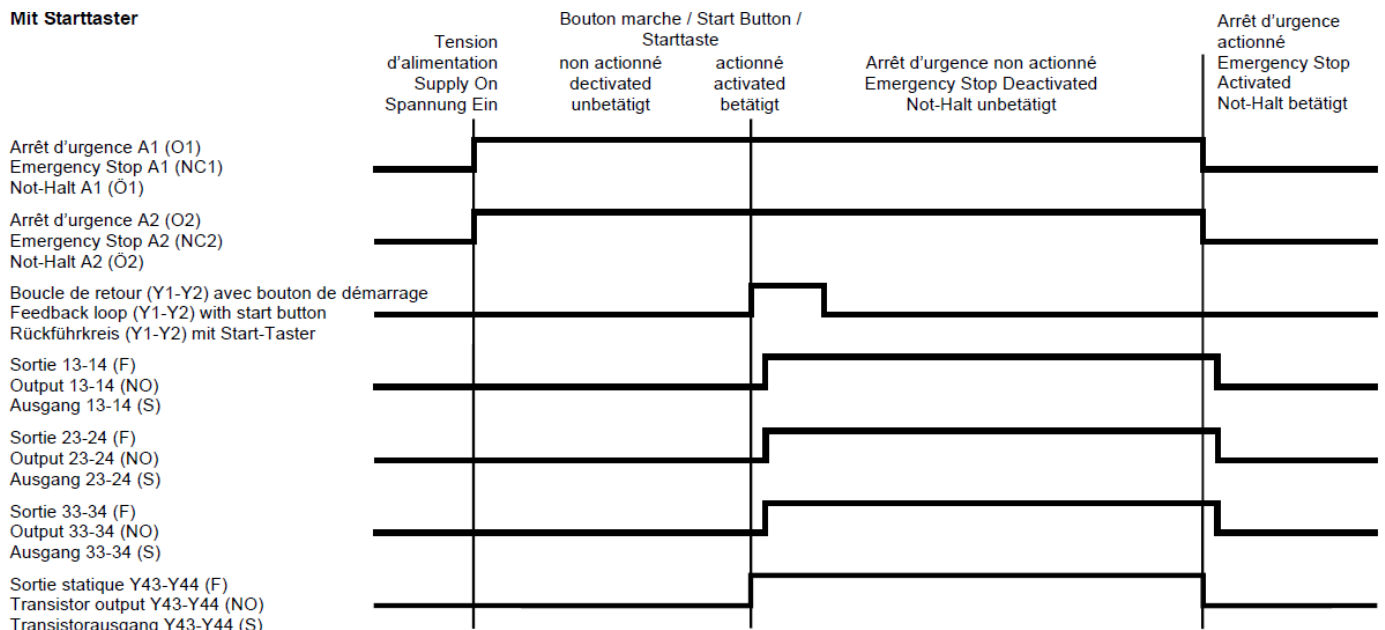 Mit Starttaster
Tension
d'alimentation
Supply On
Spannung Ein
Bouton marche / Start Button /
Starttaste
non actionné
dectivated
unbetätigt
actionné
activated
betätigt
Arrêt d'urgence non actionné
Emergency Stop Deactivated
Not-Halt unbetätigt
Arrêt d'urgence
actionné
Emergency Stop
Activated
Not-Halt betätigt
Arrêt d'urgence A1 (O1)
Emergency Stop A1 (NC1)
Not-Halt A1 (Ö1)
Arrêt d'urgence A2 (O2)
Emergency Stop A2 (NC2)
Not-Halt A2 (Ö2)
Boucle de retour (Y1-Y2) avec bouton de démarrage
Feedback loop (Y1-Y2) with start button
Rückführkreis (Y1-Y2) mit Start-Taster
Sortie 13-14 (F)
Output 13-14 (NO)
Ausgang 13-14 (S)
Sortie 23-24 (F)
Output 23-24 (NO)
Ausgang 23-24 (S)
Sortie 33-34 (F)
Output 33-34 (NO)
Ausgang 33-34 (S)
Sortie statique Y43-Y44 (F)
Transistor output Y43-Y44 (NO)
Transistorausgang Y43-Y44 (S)